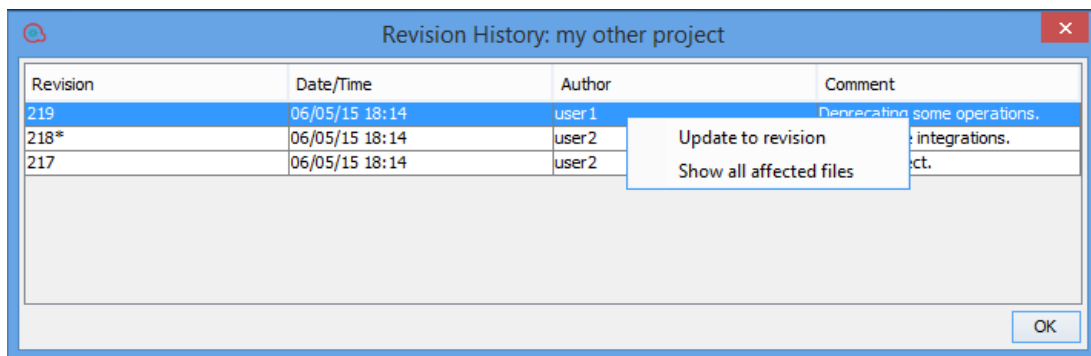 Revision History: my other project
Revision Date/Time Author Comment
219 06/05/15 18:14 user1 Deprecating some operations.
218* 06/05/15 18:14 user2 integrations.
217 06/05/15 18:14 user2
Update to revision
Show all affected files
OK